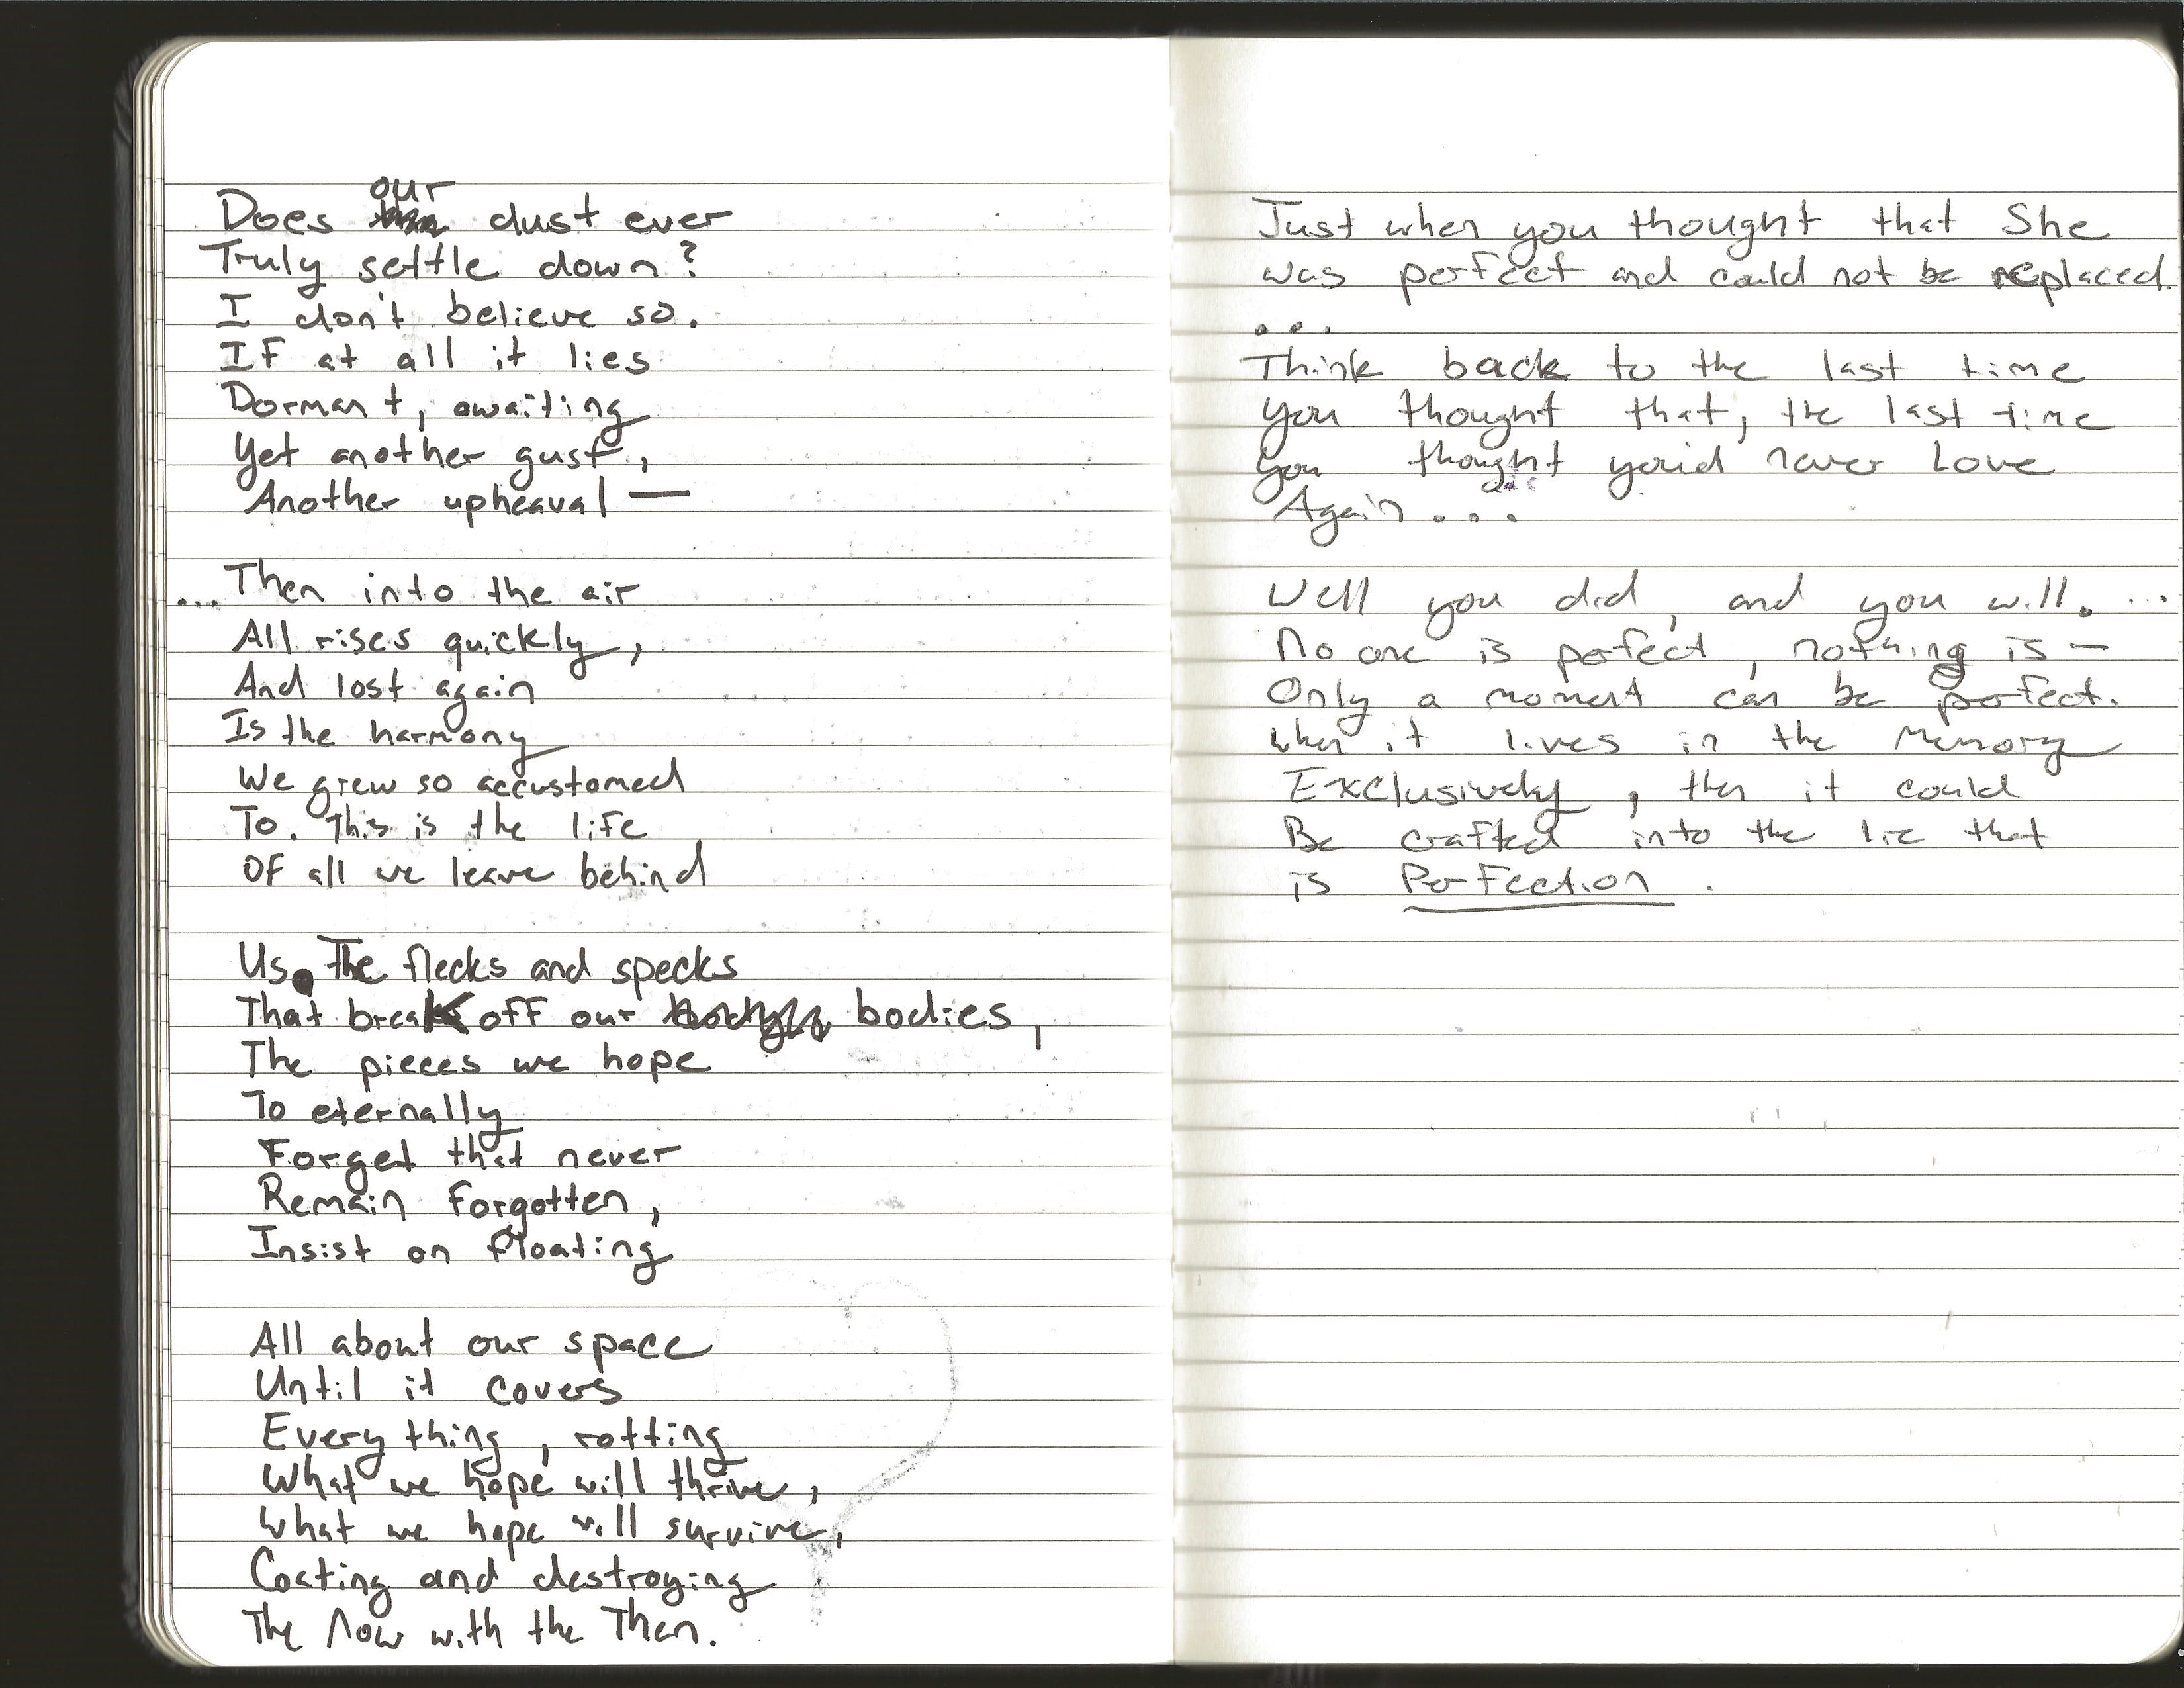 Does our dust ever
Truly settle down?
I don't believe so.
IF at all it lies
Dormant, awaiting
Yet another gust,
Another upheaval —
...Then into the air
All rises quickly,
And lost again
Is the harmony
We grew so accustomed
To. This is the life
OF all we leave behind
Us. The flecks and specks
That break off our bodies,
The pieces we hope
To eternally
Forget that never
Remain forgotten,
Insist on floating
All about our space
Until it covers
Everything, rotting
What we hope will thrive,
What we hope will survive,
Coating and destroying
The Now with the Then.
Just when you thought that She
was perfect and could not be replaced.
...
Think back to the last time
you thought that, the last time
you thought you'd never Love
Again...
Well you did, and you will. ...
No one is perfect, nothing is —
Only a moment can be perfect.
when it lives in the Memory
Exclusively, then it could
Be crafted into the lie that
is Perfection.